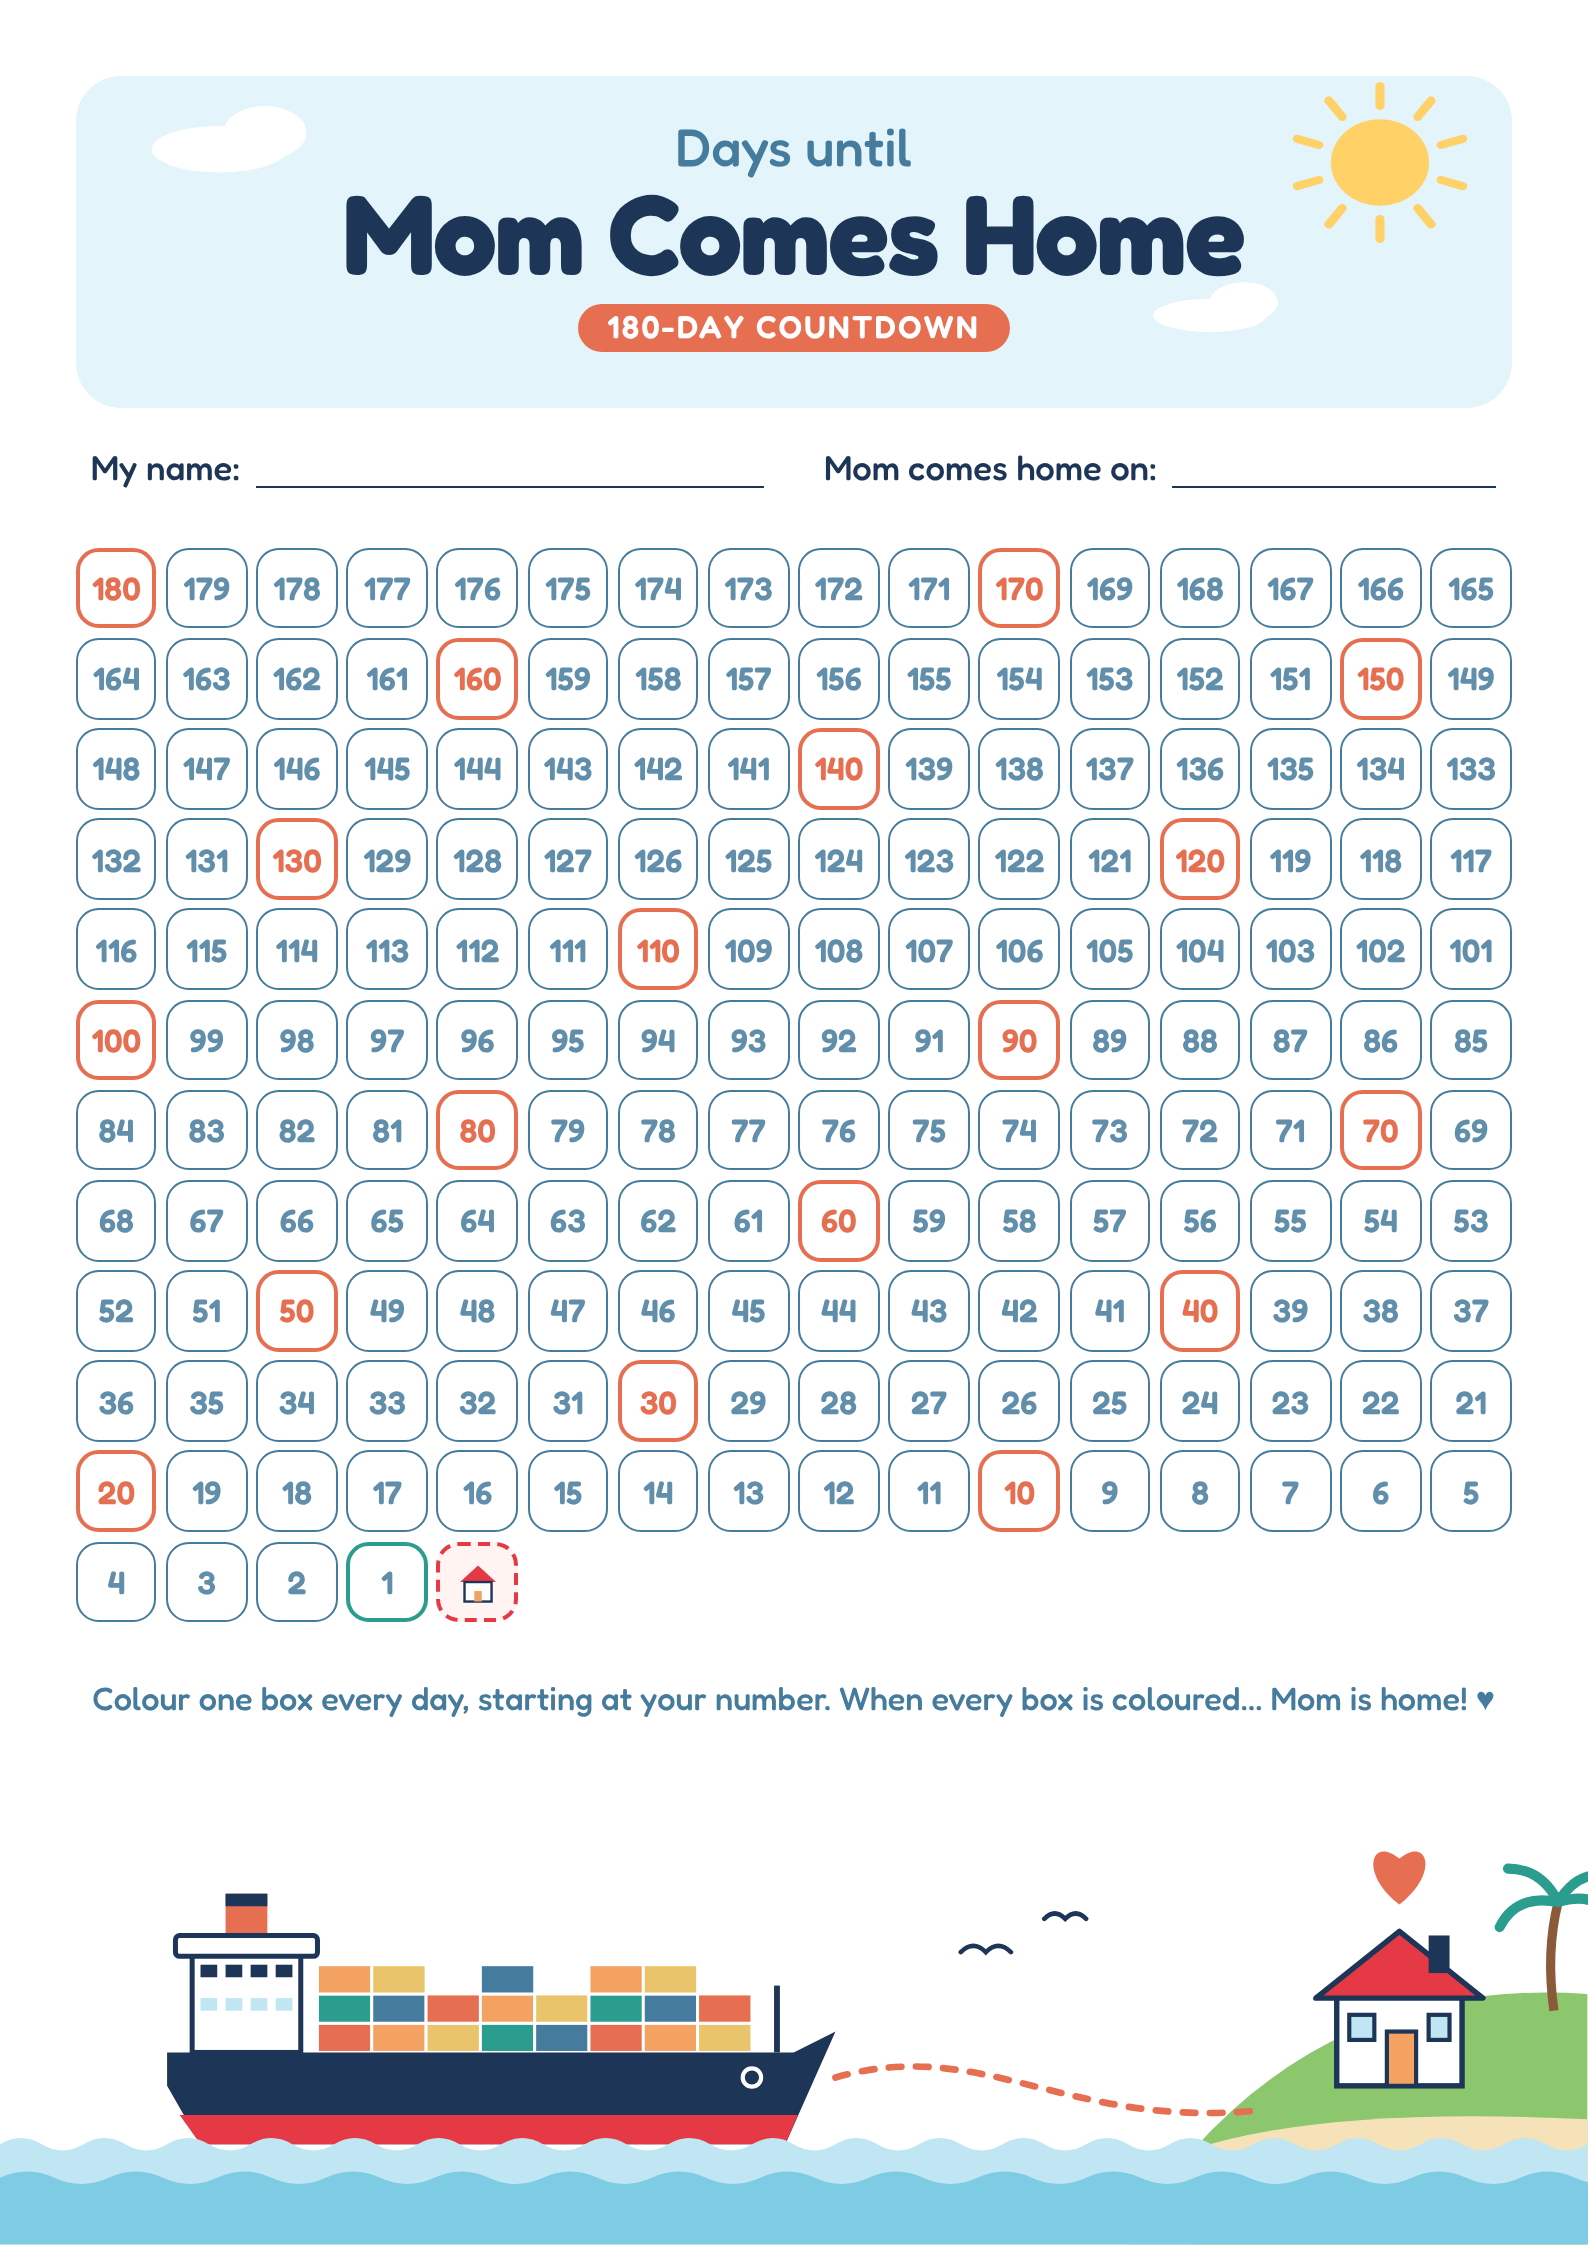 Days until
Mom Comes Home
180-DAY COUNTDOWN
My name: Mom comes home on:
180 179 178 177 176 175 174 173 172 171 170 169 168 167 166 165
164 163 162 161 160 159 158 157 156 155 154 153 152 151 150 149
148 147 146 145 144 143 142 141 140 139 138 137 136 135 134 133
132 131 130 129 128 127 126 125 124 123 122 121 120 119 118 117
116 115 114 113 112 111 110 109 108 107 106 105 104 103 102 101
100 99 98 97 96 95 94 93 92 91 90 89 88 87 86 85
84 83 82 81 80 79 78 77 76 75 74 73 72 71 70 69
68 67 66 65 64 63 62 61 60 59 58 57 56 55 54 53
52 51 50 49 48 47 46 45 44 43 42 41 40 39 38 37
36 35 34 33 32 31 30 29 28 27 26 25 24 23 22 21
20 19 18 17 16 15 14 13 12 11 10 9 8 7 6 5
4 3 2 1
Colour one box every day, starting at your number. When every box is coloured... Mom is home! ♥